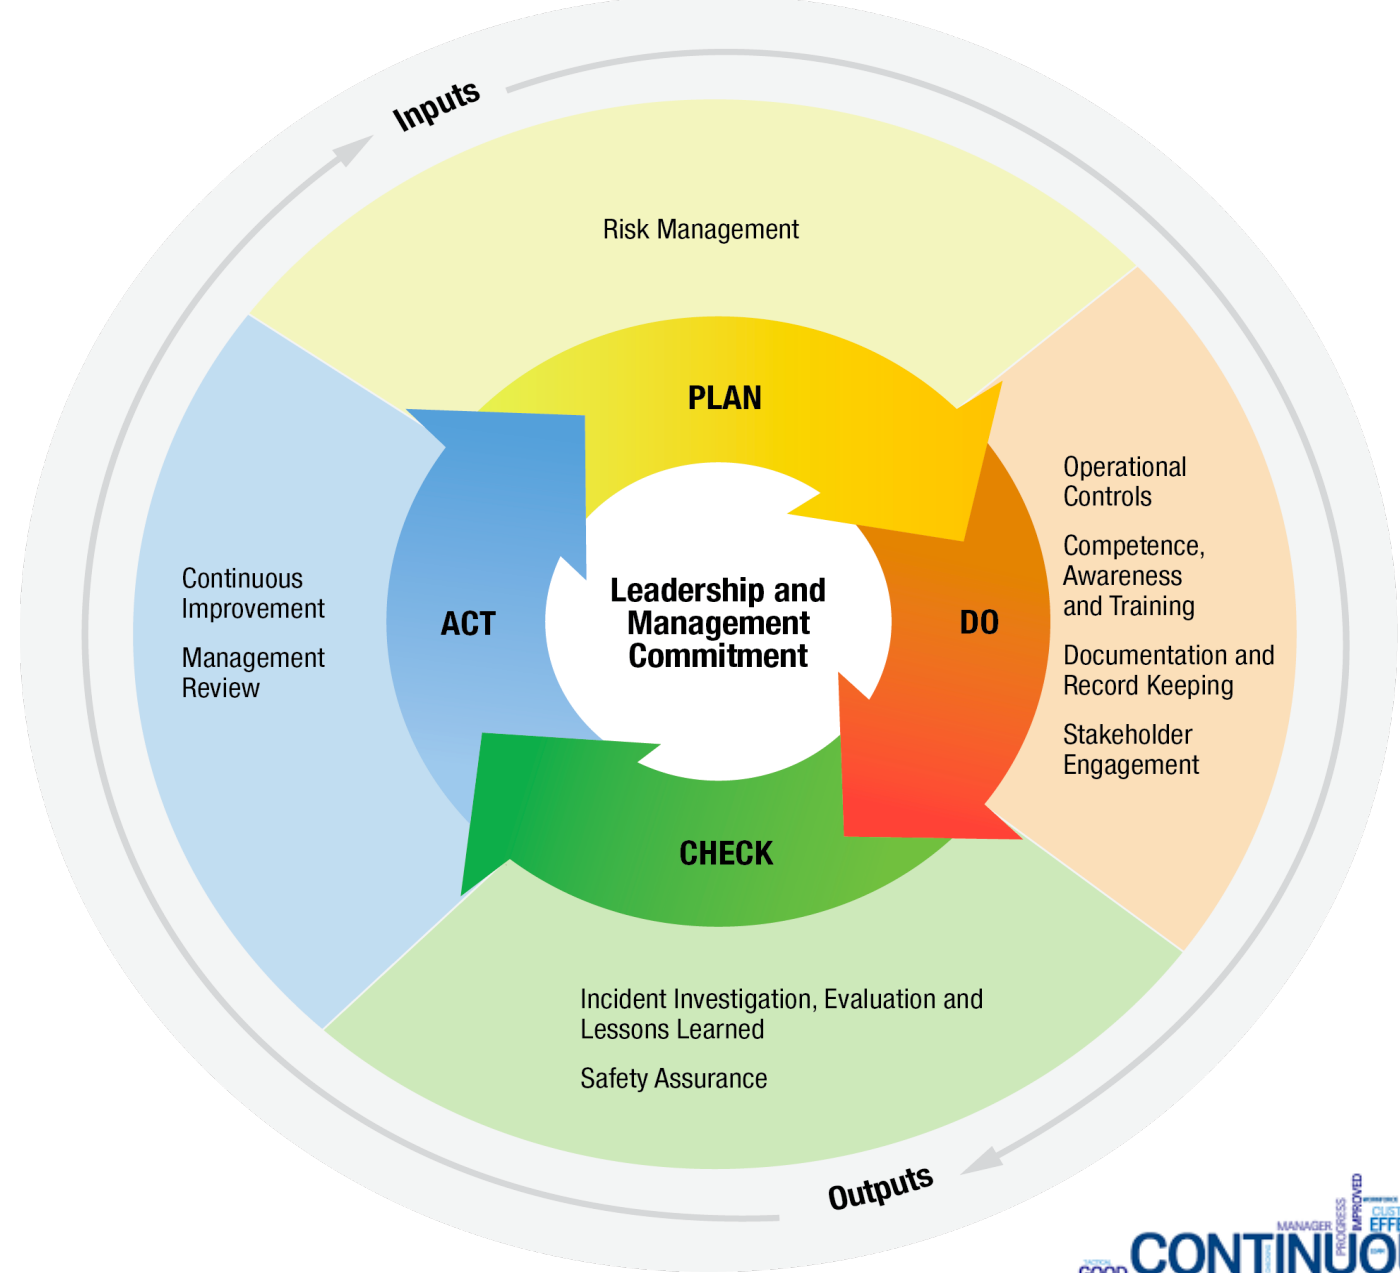 Inputs
Risk Management
PLAN
Operational
Controls
Competence,
Awareness
and Training
Documentation and
Record Keeping
Stakeholder
Engagement
DO
Leadership and
Management
Commitment
ACT
Continuous
Improvement
Management
Review
CHECK
Incident Investigation, Evaluation and
Lessons Learned
Safety Assurance
Outputs
IMPROVED
PROGRESS
MANAGER